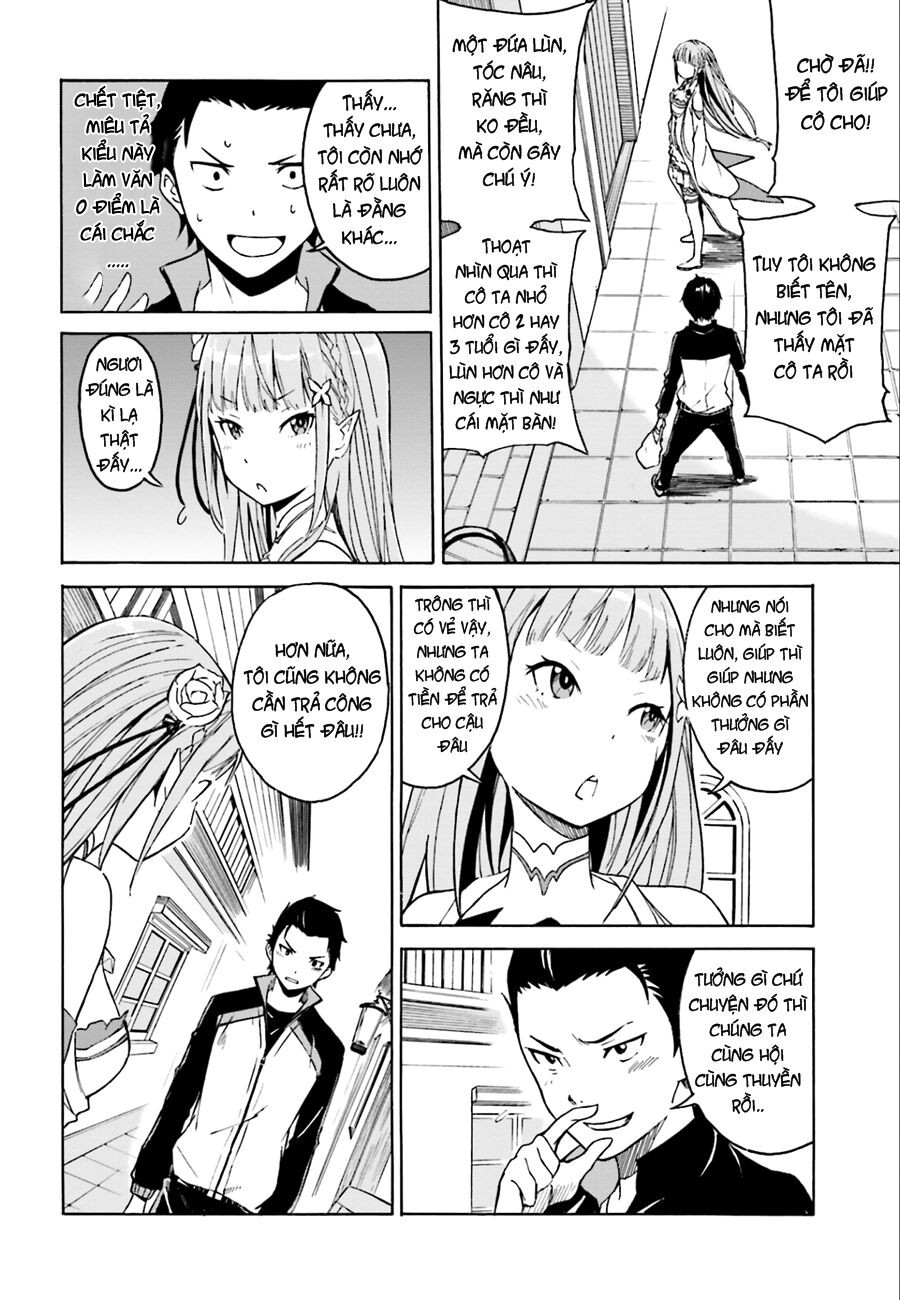 CHỜ ĐÃ!!
ĐỂ TÔI GIÚP
CÔ CHO!
TUY TÔI KHÔNG
BIẾT TÊN,
NHƯNG TÔI ĐÃ
THẤY MẶT
CÔ TA RỒI
MỘT ĐỨA LÙN,
TÓC NÂU,
RĂNG THÌ
KO ĐỀU,
MÀ CÒN GÂY
CHÚ Ý!
THOẠT
NHÌN QUA THÌ
CÔ TA NHỎ
HƠN CÔ 2 HAY
3 TUỔI GÌ ĐẤY,
LÙN HƠN CÔ VÀ
NGỰC THÌ NHƯ
CÁI MẶT BÀN!
THẤY...
THẤY CHƯA,
TÔI CÒN NHỚ
RẤT RÕ LUÔN
LÀ ĐẰNG
KHÁC...
CHẾT TIỆT,
MIÊU TẢ
KIỂU NÀY
LÀM VĂN
0 ĐIỂM LÀ
CÁI CHẮC
.....
NGƯƠI
ĐÚNG LÀ
KÌ LẠ
THẬT
ĐẤY...
NHƯNG NÓI
CHO MÀ BIẾT
LUÔN, GIÚP THÌ
GIÚP NHƯNG
KHÔNG CÓ PHẦN
THƯỞNG GÌ
ĐÂU ĐẤY
TRÔNG THÌ
CÓ VẺ VẬY,
NHƯNG TA
KHÔNG CÓ
TIỀN ĐỂ TRẢ
CHO CẬU
ĐÂU
TƯỞNG GÌ CHỨ
CHUYỆN ĐÓ THÌ
CHÚNG TA
CÙNG HỘI
CÙNG THUYỀN
RỒI..
HƠN NỮA,
TÔI CŨNG KHÔNG
CẦN TRẢ CÔNG
GÌ HẾT ĐÂU!!